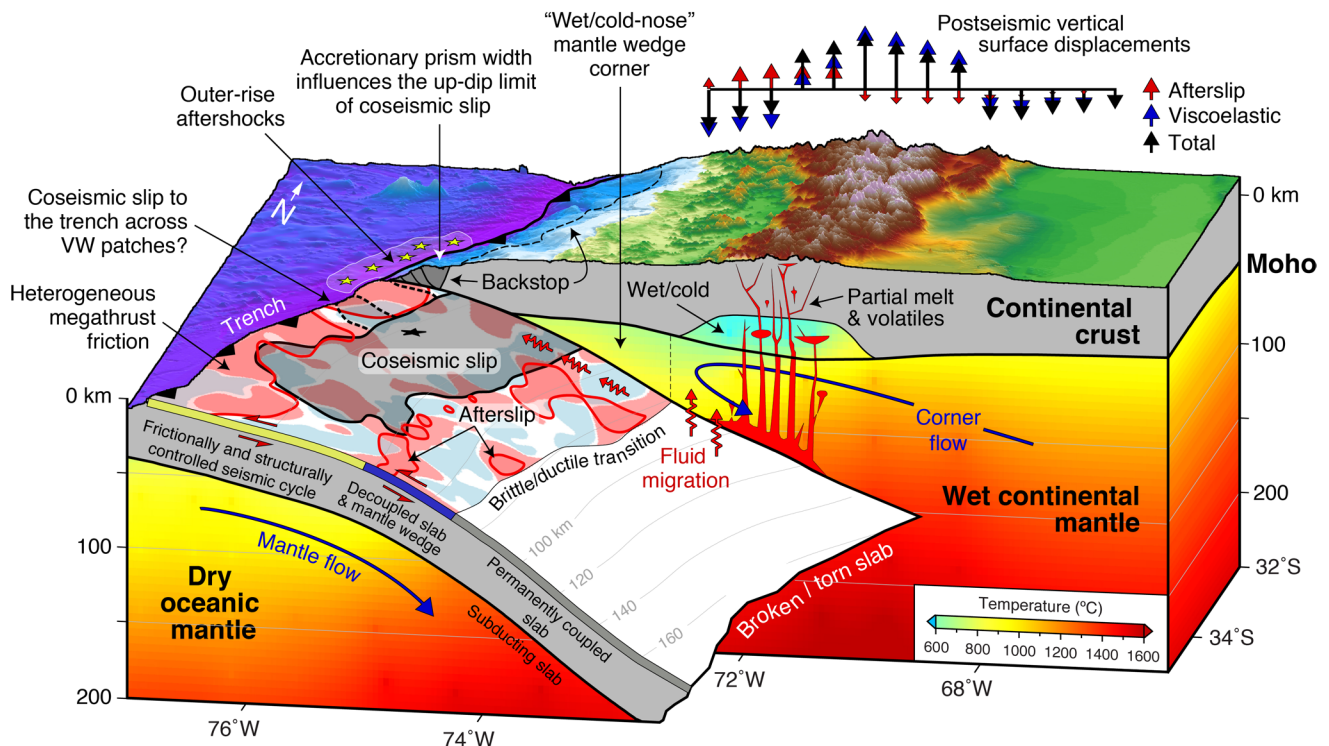 “Wet/cold-nose”
mantle wedge
corner
Postseismic vertical
surface displacements
Accretionary prism width
influences the up-dip limit
of coseismic slip
Outer-rise
aftershocks
Afterslip
Viscoelastic
Total
Coseismic slip to
the trench across
VW patches?
N
0 km
Moho
Heterogeneous
megathrust
friction
Trench
Backstop
Wet/cold
Partial melt
& volatiles
Continental
crust
100
Coseismic slip
0 km
Afterslip
Corner
flow
Frictionally and structurally
controlled seismic cycle
Decoupled slab
& mantle wedge
Brittle/ductile transition
Fluid
migration
Wet continental
mantle
200
100
Mantle flow
100 km
120
140
160
Permanently coupled
slab
Subducting slab
Broken / torn slab
Dry
oceanic
mantle
32˚S
34˚S
Temperature (ºC)
600
800
1000
1200
1400
1600
200
72˚W
68˚W
76˚W
74˚W